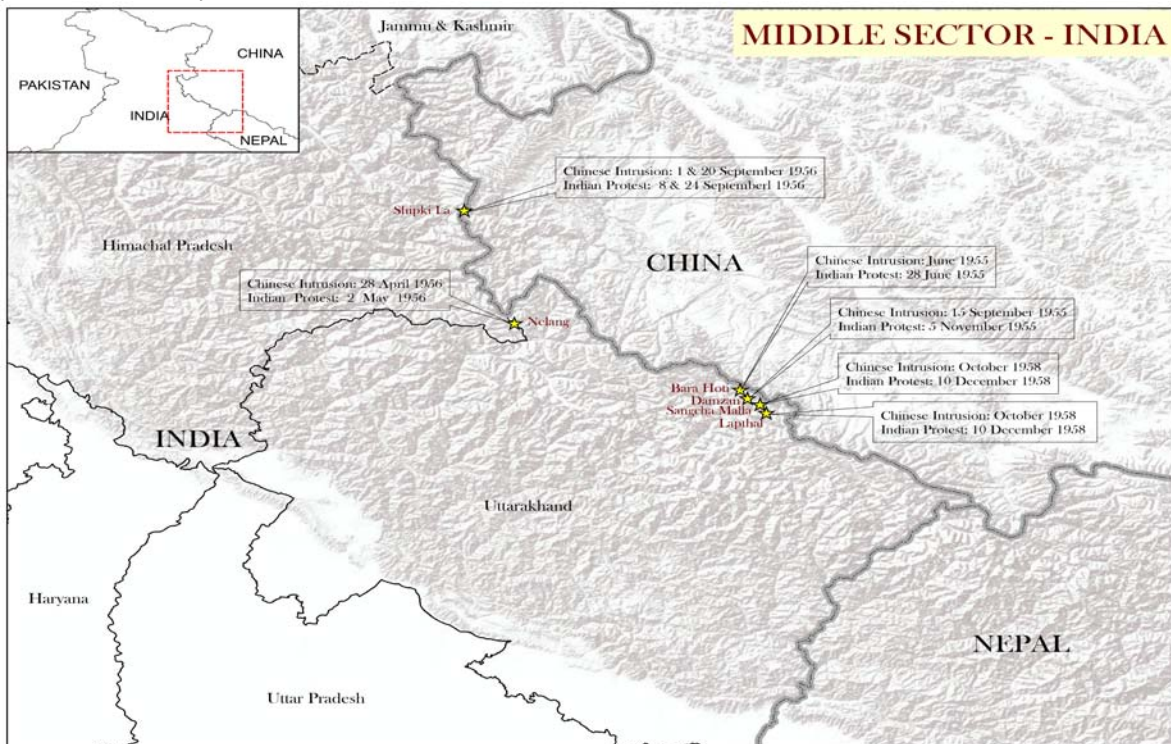 MIDDLE SECTOR - INDIA
Jammu & Kashmir
CHINA
PAKISTAN
INDIA
NEPAL
Chinese Intrusion: 1 & 20 September 1956
Indian Protest: 8 & 24 Septemberl 1956
Shipki La
Himachal Pradesh
CHINA
Chinese Intrusion: June 1955
Indian Protest: 28 June 1955
Chinese Intrusion: 28 April 1956
Indian Protest: 2 May 1956
Nelang
Chinese Intrusion: 15 September 1955
Indian Protest: 5 November 1955
Chinese Intrusion: October 1958
Indian Protest: 10 December 1958
Bara Hoti
Damzan
Sangcha Malla
Lapthal
Chinese Intrusion: October 1958
Indian Protest: 10 December 1958
INDIA
Uttarakhand
Haryana
NEPAL
Uttar Pradesh